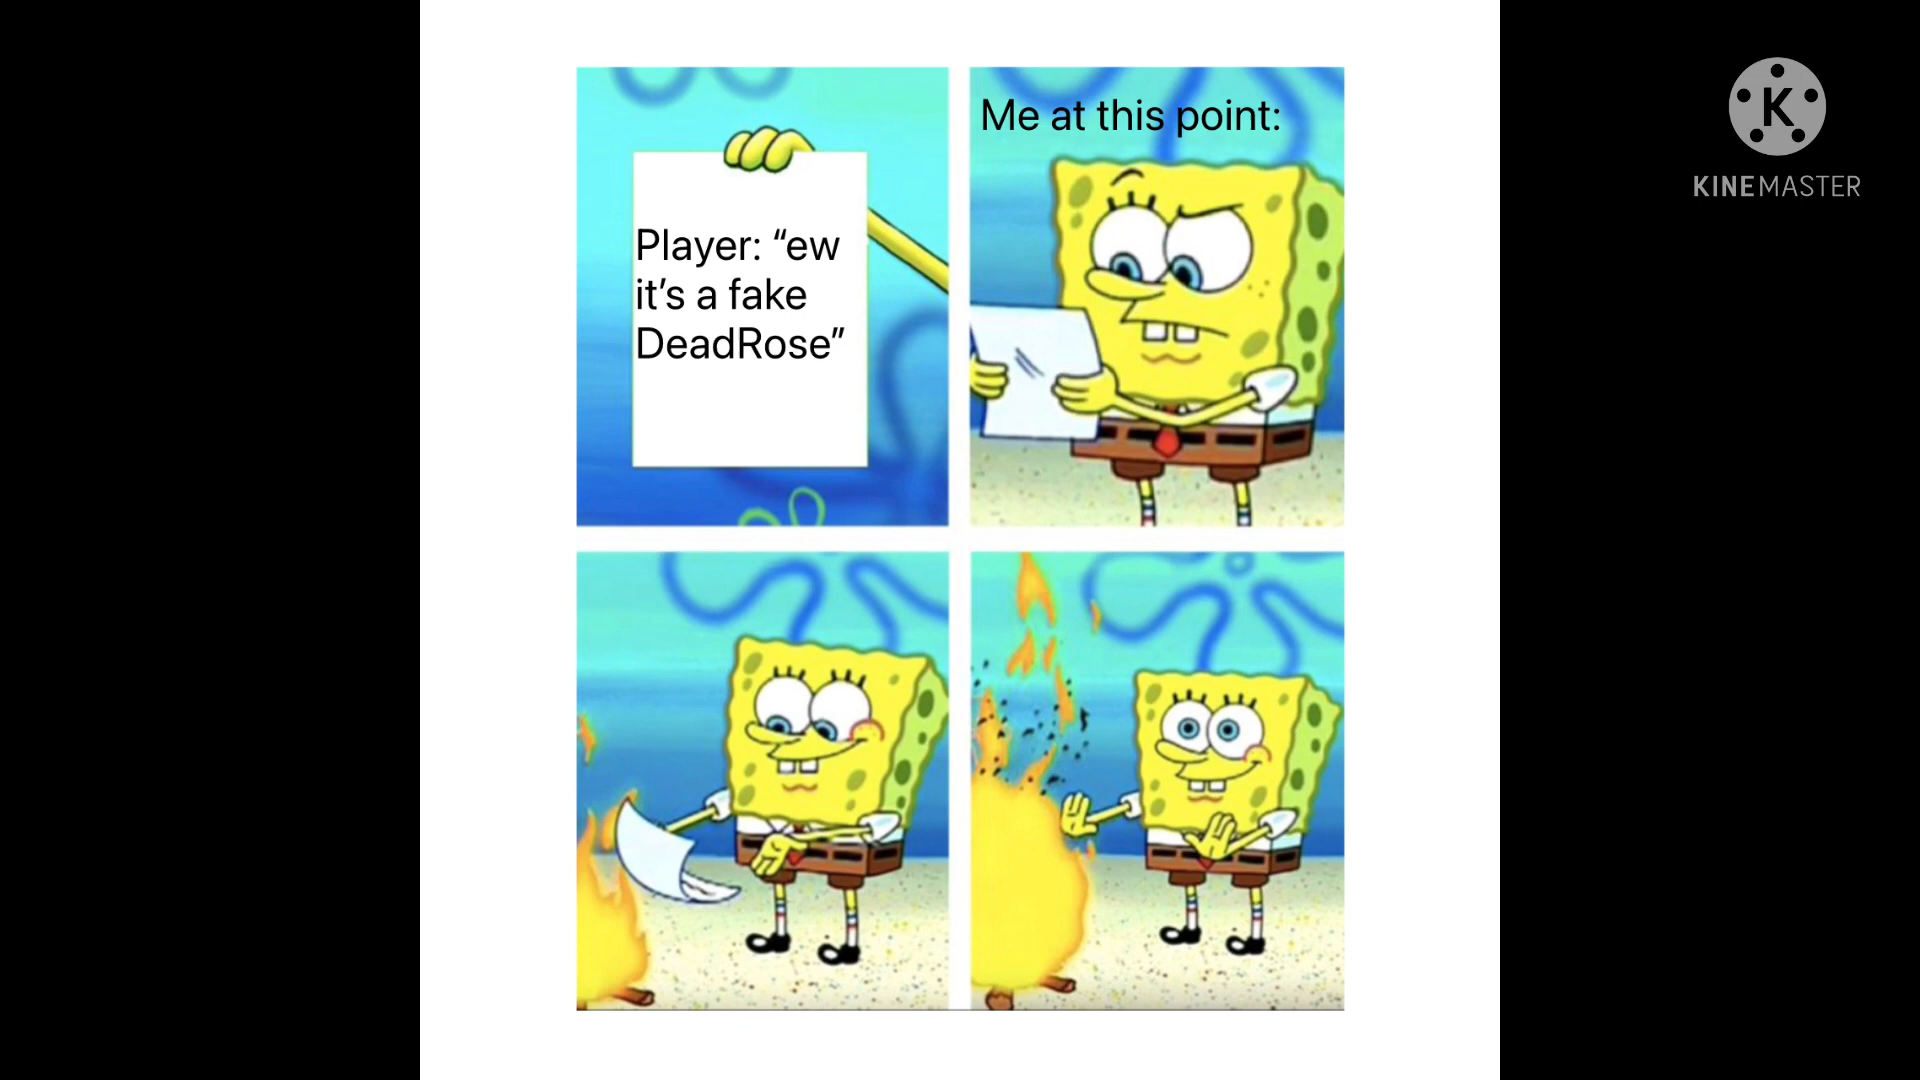 Me at this point:
Player: “ew
it’s a fake
DeadRose”
K
KINEMASTER